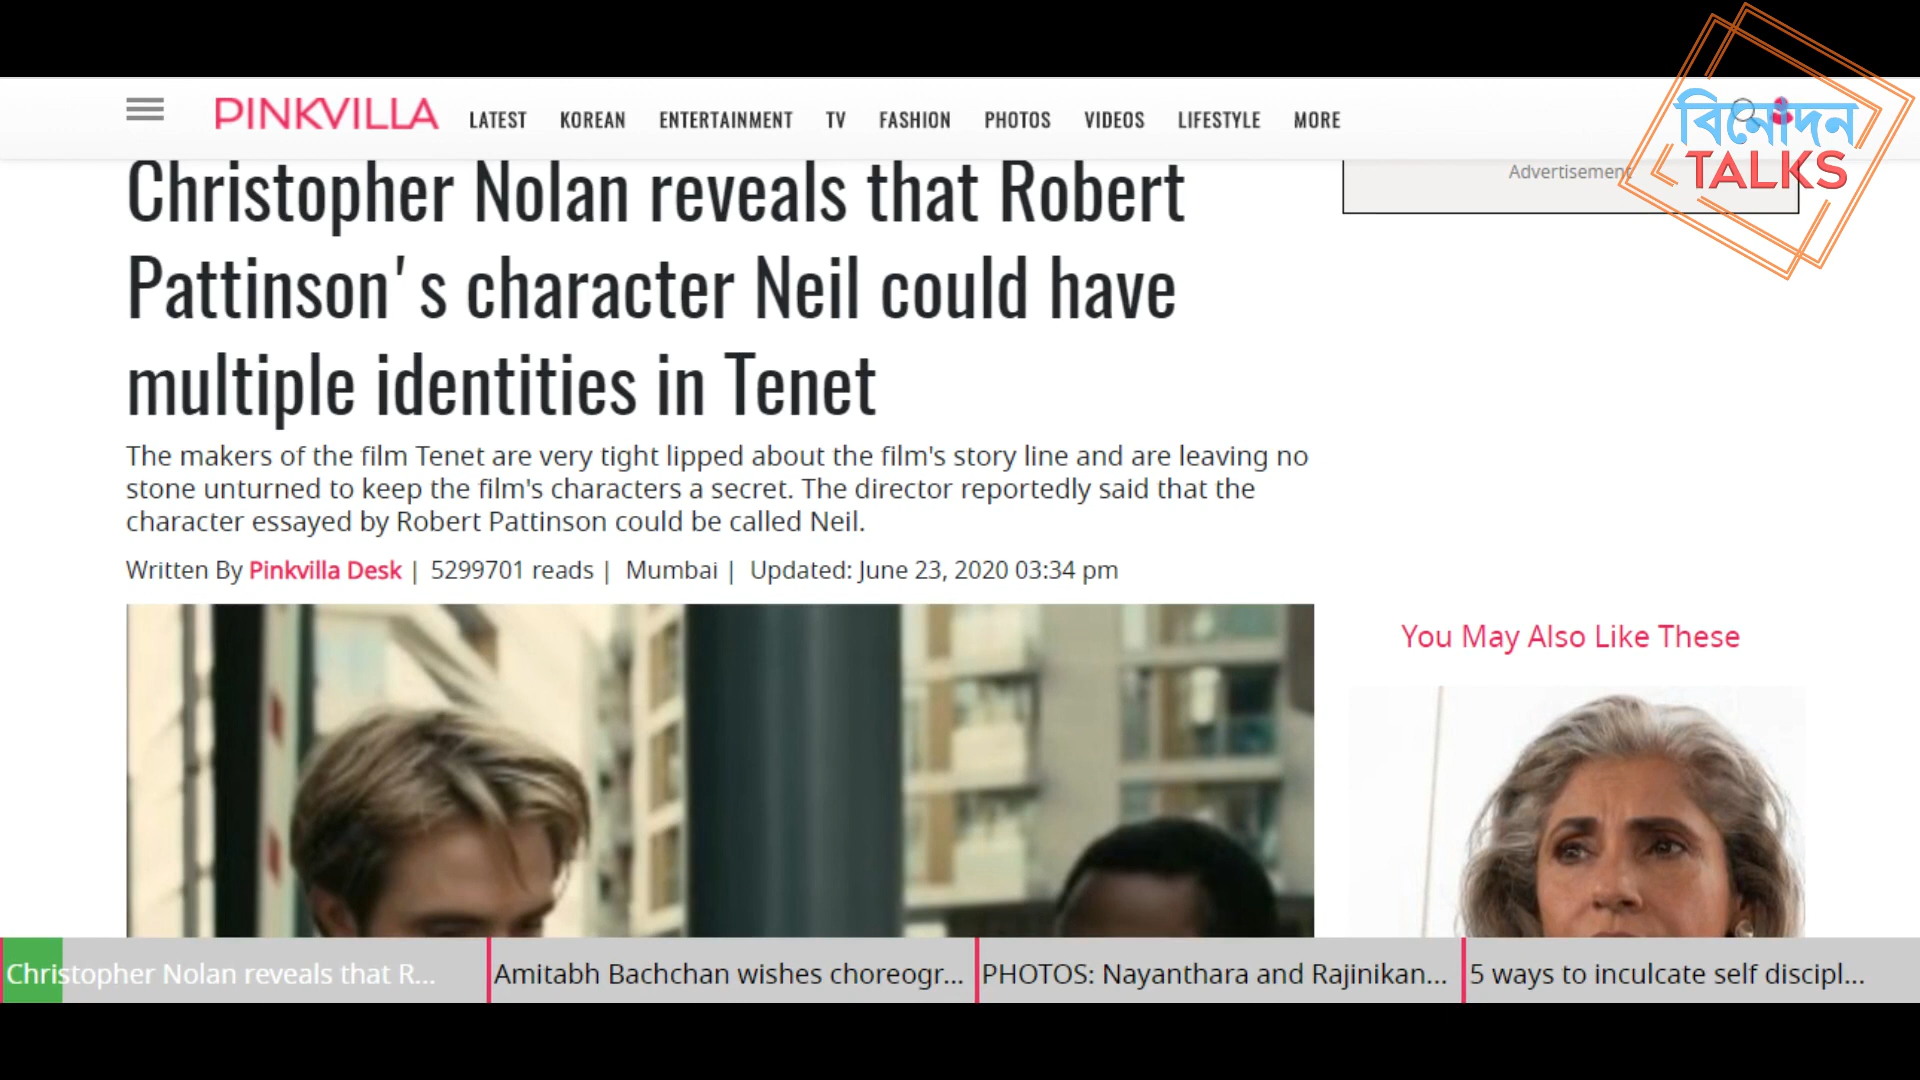 PINKVILLA
LATEST KOREAN ENTERTAINMENT TV FASHION PHOTOS VIDEOS LIFESTYLE MORE
বিনোদন
TALKS
Advertisement
Christopher Nolan reveals that Robert
Pattinson's character Neil could have
multiple identities in Tenet
The makers of the film Tenet are very tight lipped about the film's story line and are leaving no
stone unturned to keep the film's characters a secret. The director reportedly said that the
character essayed by Robert Pattinson could be called Neil.
Written By Pinkvilla Desk | 5299701 reads | Mumbai | Updated: June 23, 2020 03:34 pm
You May Also Like These
Christopher Nolan reveals that R...
Amitabh Bachchan wishes choreogr...
PHOTOS: Nayanthara and Rajinikan...
5 ways to inculcate self discipl...